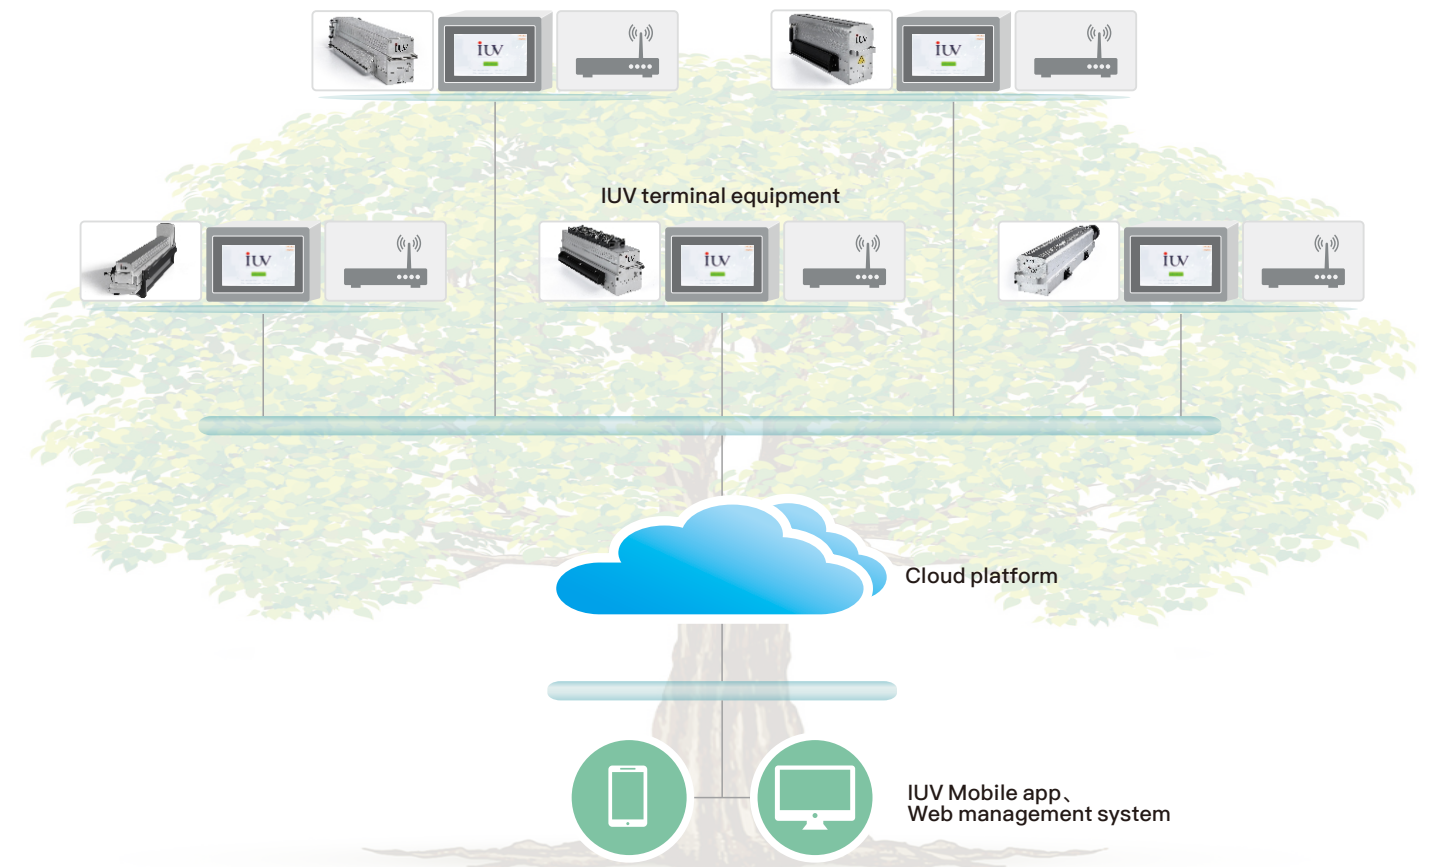 iUV
iUV
IUV terminal equipment
iUV
iUV
iUV
Cloud platform
IUV Mobile app、
Web management system